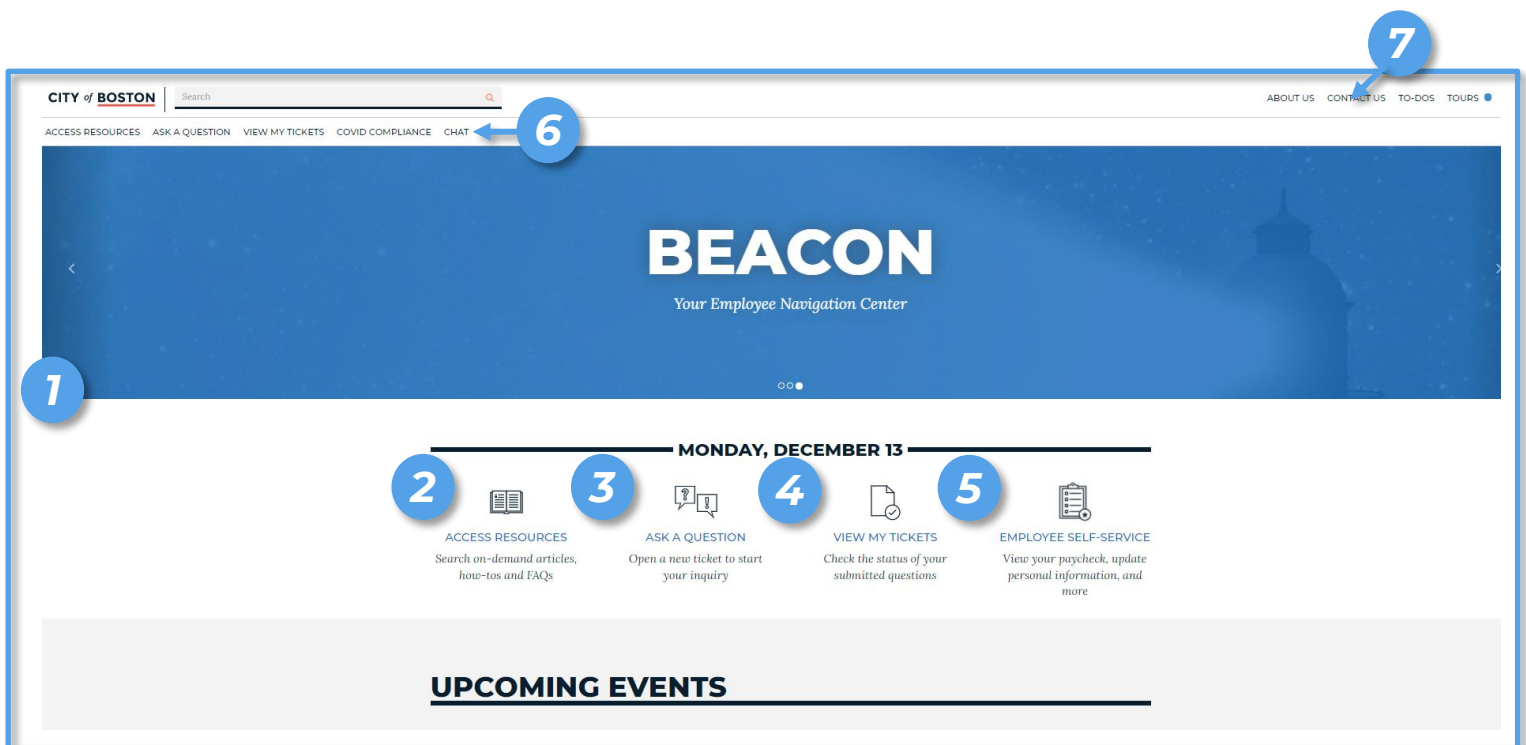 7
CITY of BOSTON
Search
ABOUT US CONTACT US TO-DOS TOURS
ACCESS RESOURCES ASK A QUESTION VIEW MY TICKETS COVID COMPLIANCE CHAT
6
BEACON
Your Employee Navigation Center
1
MONDAY, DECEMBER 13
2
3
4
5
ACCESS RESOURCES
Search on-demand articles,
how-tos and FAQs
ASK A QUESTION
Open a new ticket to start
your inquiry
VIEW MY TICKETS
Check the status of your
submitted questions
EMPLOYEE SELF-SERVICE
View your paycheck, update
personal information, and
more
UPCOMING EVENTS